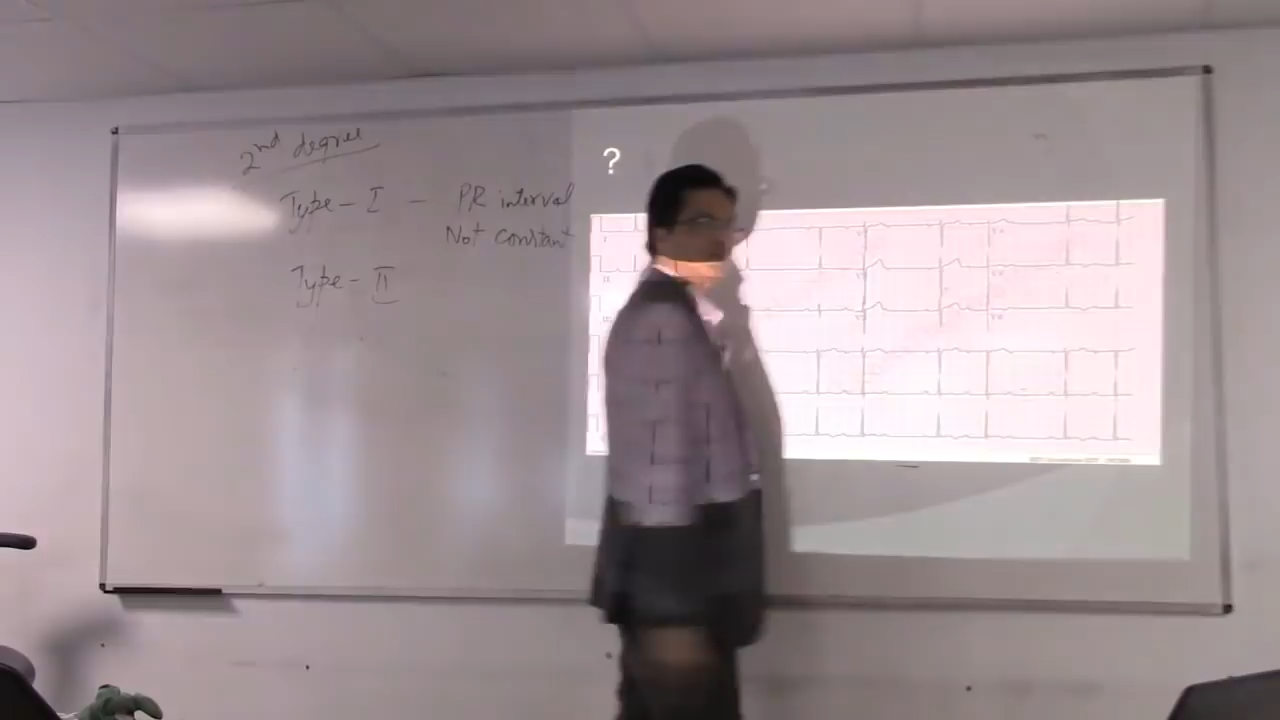 2nd degree
Type - I - PR interval
Not constant
Type - II
?